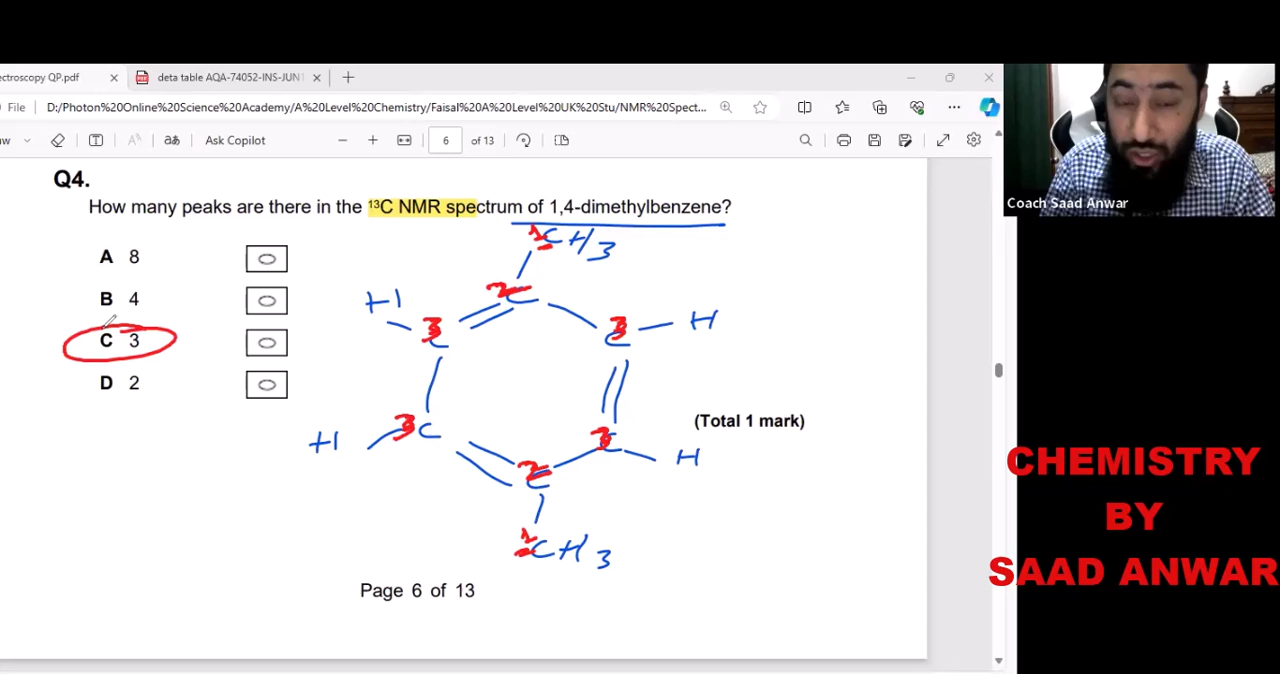 ectroscopy QP.pdf
deta table AQA-74052-INS-JUN
File
D:/Photon%20Online%20Science%20Academy/A%20Level%20Chemistry/Faisal%20A%20Level%20UK%20Stu/NMR%20Spect...
aあ
Ask Copilot
6
of 13
Coach Saad Anwar
Q4.
How many peaks are there in the ¹³C NMR spectrum of 1,4-dimethylbenzene?
A 8
B 4
C 3
D 2
1 CH3
2 C
H
3 C
3 C
H
H
3 C
3 C
H
2 C
1 CH3
(Total 1 mark)
Page 6 of 13
CHEMISTRY
BY
SAAD ANWAR